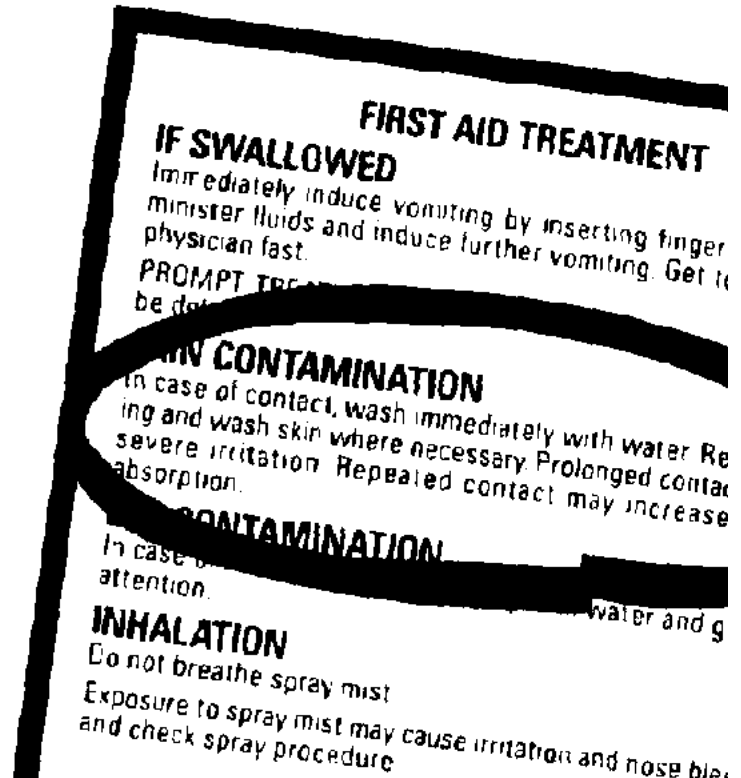 FIRST AID TREATMENT
IF SWALLOWED
Immediately induce vomiting by inserting finger
minister fluids and induce further vomiting. Get
physician fast.
PROMPT
be
CONTAMINATION
In case of contact, wash immediately with water. Re
ing and wash skin where necessary. Prolonged contac
severe irritation. Repeated contact may increase
absorption.
CONTAMINATION
In case
water and g
attention.
INHALATION
Do not breathe spray mist
Exposure to spray mist may cause irritation and nose blee
and check spray procedure